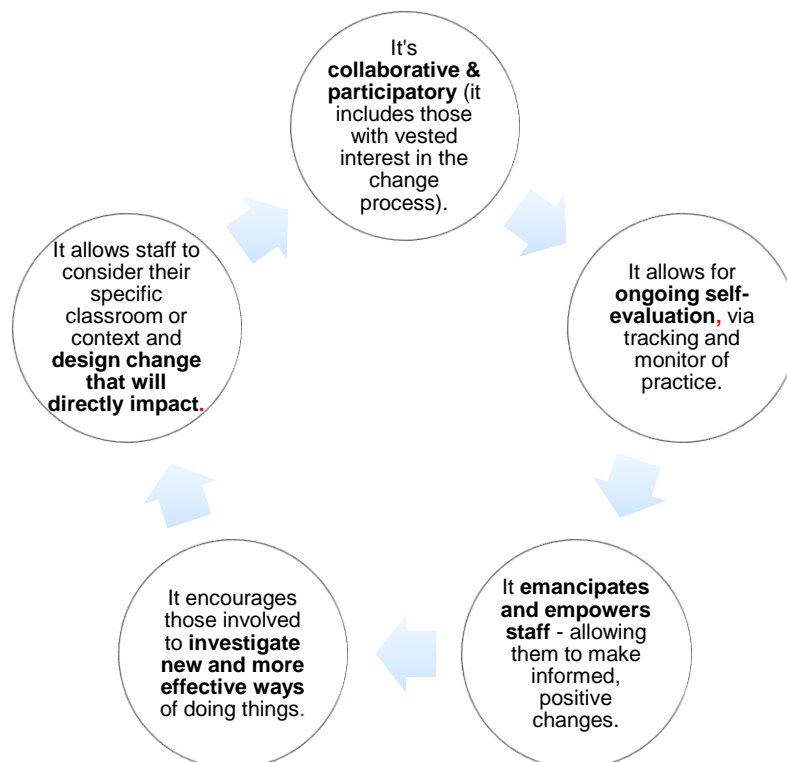 It's
collaborative &
participatory (it
includes those
with vested
interest in the
change
process).
It allows for
ongoing self-
evaluation, via
tracking and
monitor of
practice.
It emancipates
and empowers
staff - allowing
them to make
informed,
positive
changes.
It encourages
those involved
to investigate
new and more
effective ways
of doing things.
It allows staff to
consider their
specific
classroom or
context and
design change
that will
directly impact.